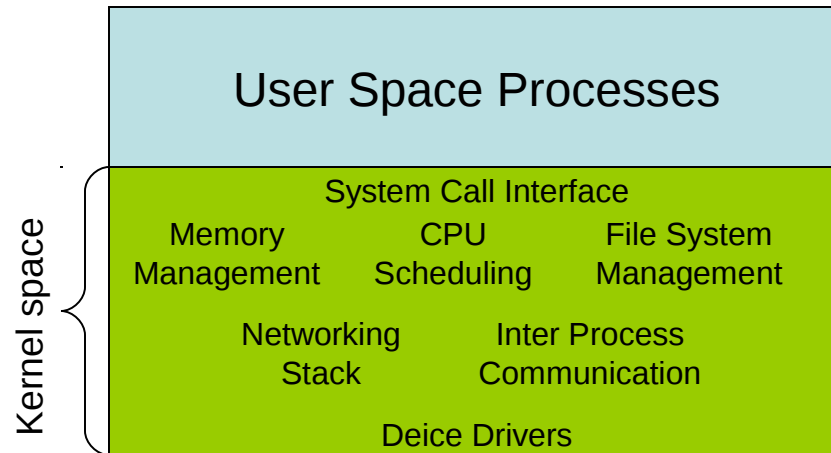 User Space Processes
System Call Interface
Memory Management
CPU Scheduling
File System Management
Networking Stack
Inter Process Communication
Deice Drivers
Kernel space